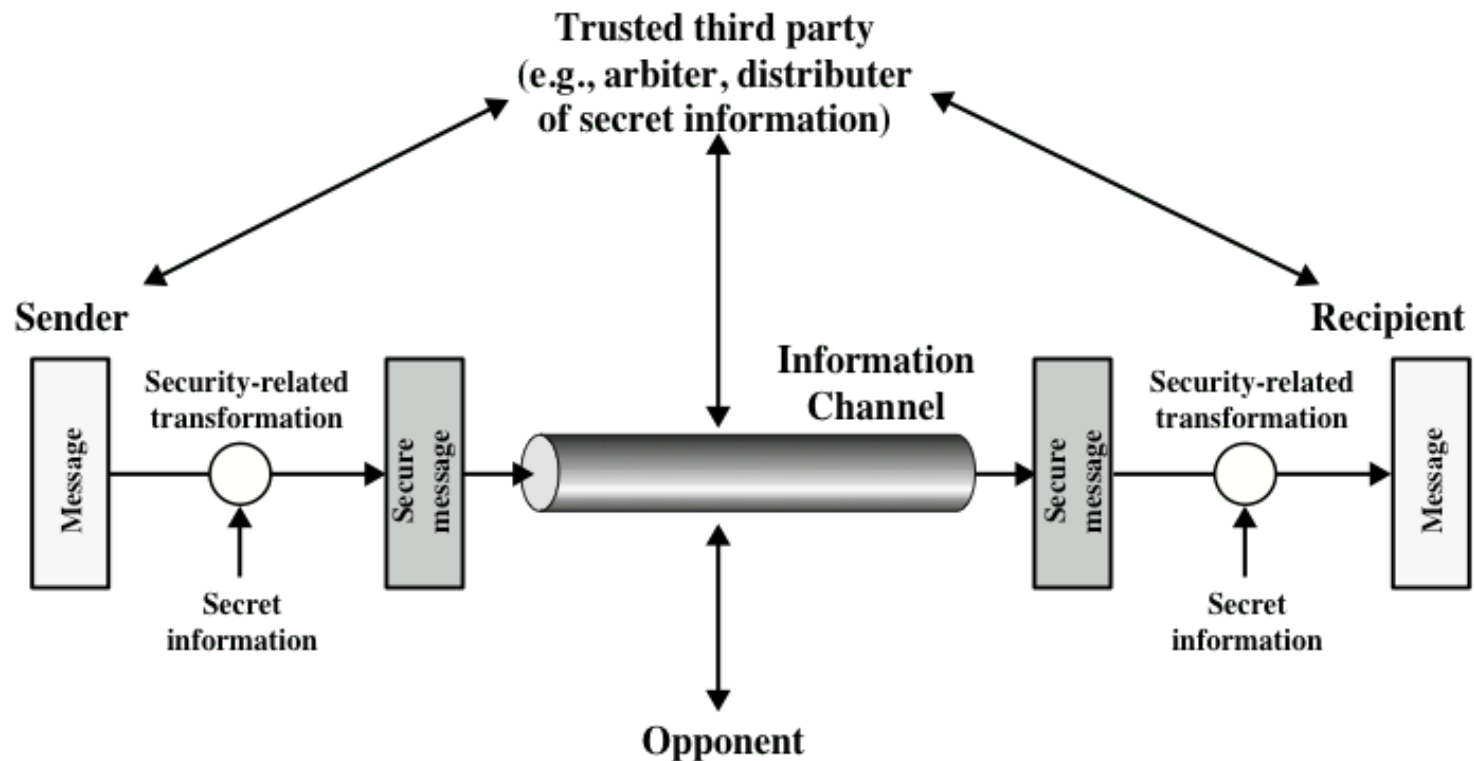 Trusted third party
(e.g., arbiter, distributer
of secret information)
Sender
Recipient
Information
Channel
Security-related
transformation
Security-related
transformation
Message
Secure
message
Secure
message
Message
Secret
information
Secret
information
Opponent